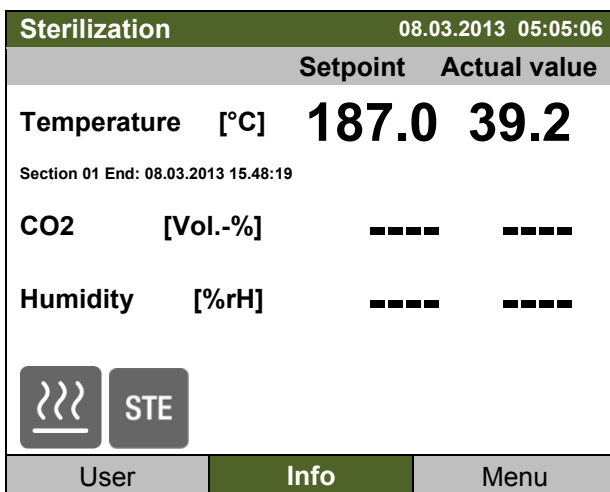 Sterilization 08.03.2013 05:05:06
Setpoint Actual value
Temperature [°C] 187.0 39.2
Section 01 End: 08.03.2013 15.48:19
CO2 [Vol.-%] ---- ----
Humidity [%rH] ---- ----
STE
User Info Menu